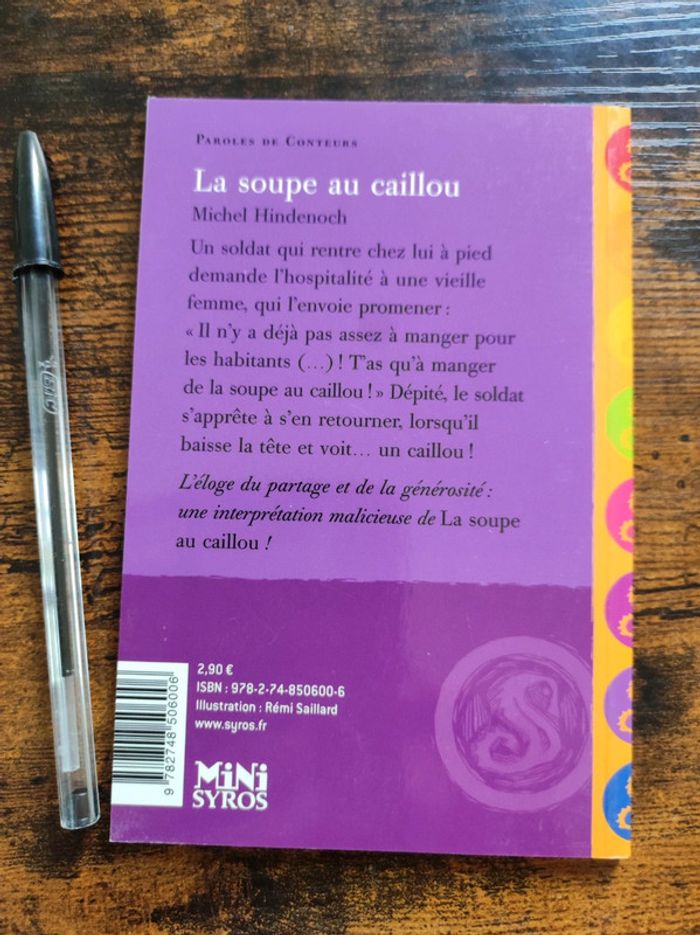 PAROLES DE CONTEURS
La soupe au caillou
Michel Hindenoch
Un soldat qui rentre chez lui à pied
demande l'hospitalité à une vieille
femme, qui l'envoie promener :
« Il n'y a déjà pas assez à manger pour
les habitants (…) ! T'as qu'à manger
de la soupe au caillou ! » Dépité, le soldat
s'apprête à s'en retourner, lorsqu'il
baisse la tête et voit… un caillou !
L'éloge du partage et de la générosité :
une interprétation malicieuse de La soupe
au caillou !
2,90 €
ISBN : 978-2-74-850600-6
Illustration : Rémi Saillard
www.syros.fr
9 782748 506006
MiNi
SYROS
BIC